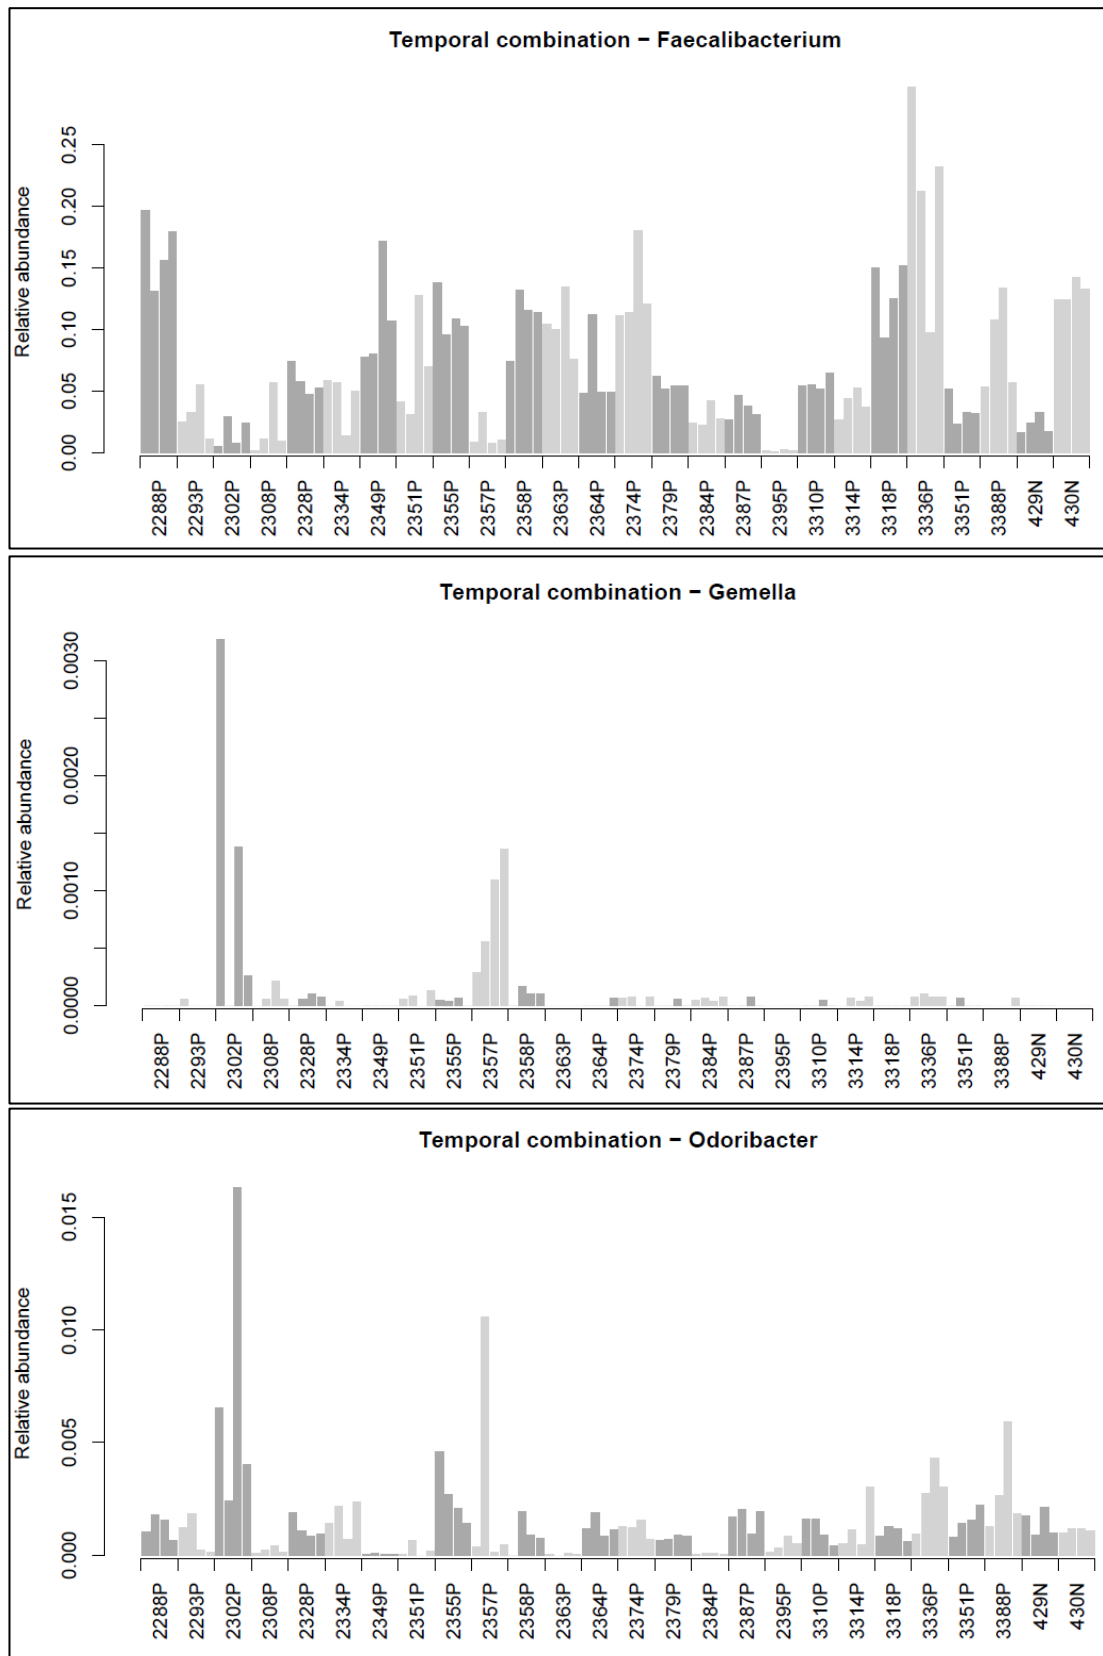 Temporal combination − Faecalibacterium
Relative abundance
0.25
0.20
0.15
0.10
0.05
0.00
2288P 2293P 2302P 2308P 2328P 2334P 2349P 2351P 2355P 2357P 2358P 2363P 2364P 2374P 2379P 2384P 2387P 2395P 3310P 3314P 3318P 3336P 3351P 3388P 429N 430N
Temporal combination − Gemella
Relative abundance
0.0030
0.0020
0.0010
0.0000
2288P 2293P 2302P 2308P 2328P 2334P 2349P 2351P 2355P 2357P 2358P 2363P 2364P 2374P 2379P 2384P 2387P 2395P 3310P 3314P 3318P 3336P 3351P 3388P 429N 430N
Temporal combination − Odoribacter
Relative abundance
0.015
0.010
0.005
0.000
2288P 2293P 2302P 2308P 2328P 2334P 2349P 2351P 2355P 2357P 2358P 2363P 2364P 2374P 2379P 2384P 2387P 2395P 3310P 3314P 3318P 3336P 3351P 3388P 429N 430N